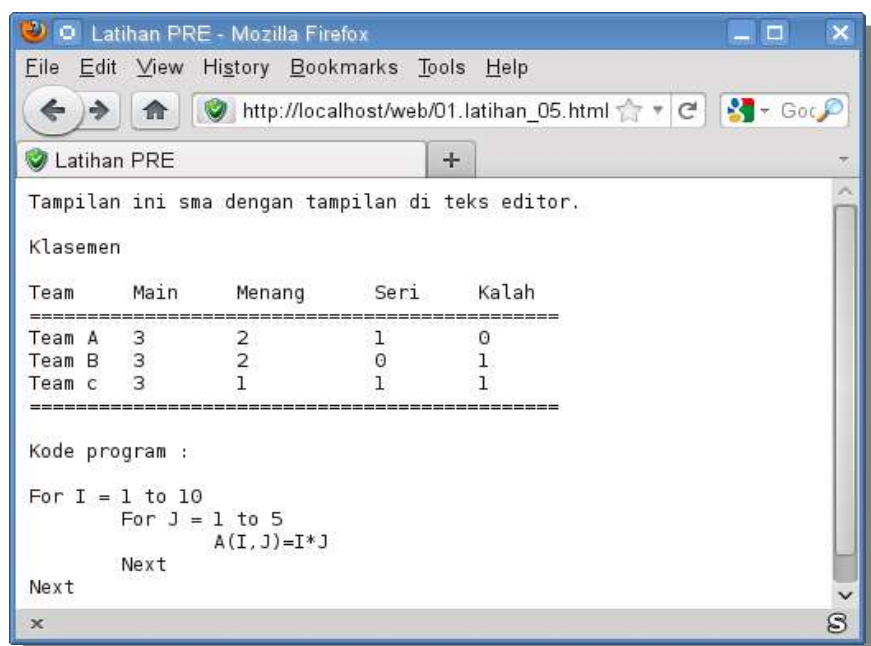 Latihan PRE - Mozilla Firefox
File Edit View History Bookmarks Tools Help
http://localhost/web/01.latihan_05.html
Latihan PRE
Tampilan ini sma dengan tampilan di teks editor.
Klasemen
Team Main Menang Seri Kalah
==============================================
Team A 3 2 1 0
Team B 3 2 0 1
Team c 3 1 1 1
==============================================
Kode program :
For I = 1 to 10
For J = 1 to 5
A(I,J)=I*J
Next
Next